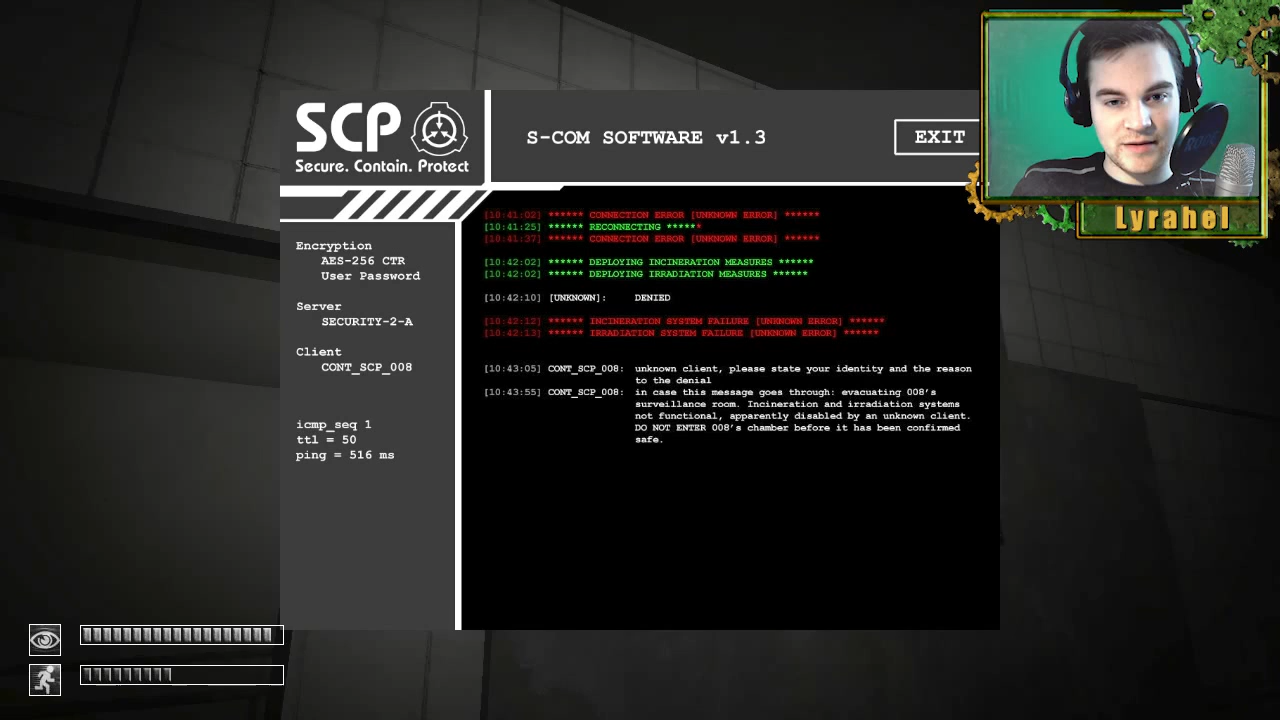 SCP
Secure. Contain. Protect
S-COM SOFTWARE v1.3
EXIT
Lyrahel
Encryption
AES-256 CTR
User Password
Server
SECURITY-2-A
Client
CONT_SCP_008
icmp_seq 1
ttl = 50
ping = 516 ms
[10:41:02] ****** CONNECTION ERROR [UNKNOWN ERROR] ******
[10:41:25] ****** RECONNECTING ******
[10:41:37] ****** CONNECTION ERROR [UNKNOWN ERROR] ******
[10:42:02] ****** DEPLOYING INCINERATION MEASURES ******
[10:42:02] ****** DEPLOYING IRRADIATION MEASURES ******
[10:42:10] [UNKNOWN]: DENIED
[10:42:12] ****** INCINERATION SYSTEM FAILURE [UNKNOWN ERROR] ******
[10:42:13] ****** IRRADIATION SYSTEM FAILURE [UNKNOWN ERROR] ******
[10:43:05] CONT_SCP_008: unknown client, please state your identity and the reason
to the denial
[10:43:55] CONT_SCP_008: in case this message goes through: evacuating 008's
surveillance room. Incineration and irradiation systems
not functional, apparently disabled by an unknown client.
DO NOT ENTER 008's chamber before it has been confirmed
safe.